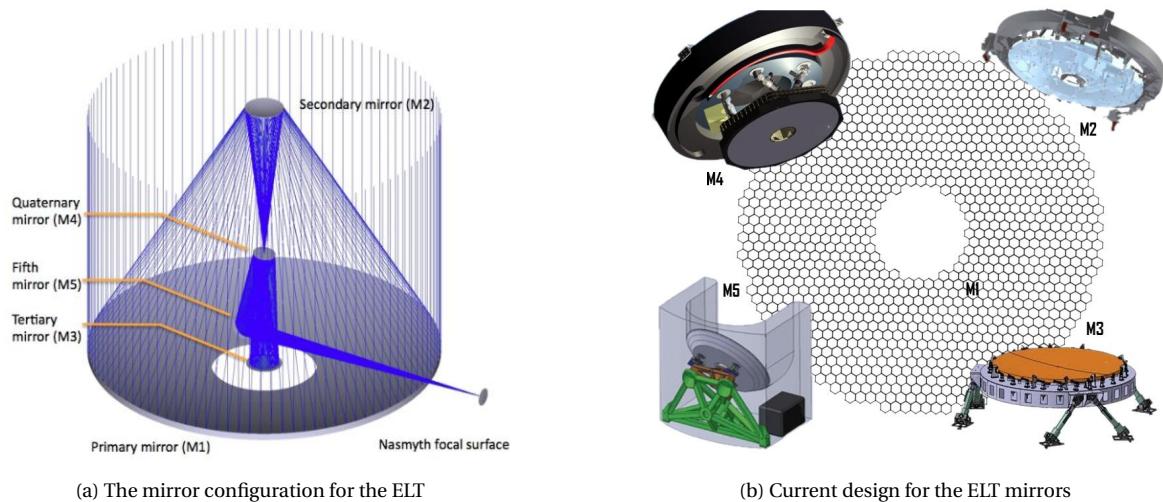 Secondary mirror (M2)
Quaternary
mirror (M4)
Fifth
mirror (M5)
Tertiary
mirror (M3)
Primary mirror (M1)
Nasmyth focal surface
(a) The mirror configuration for the ELT
M4
M2
M5
M1
M3
(b) Current design for the ELT mirrors